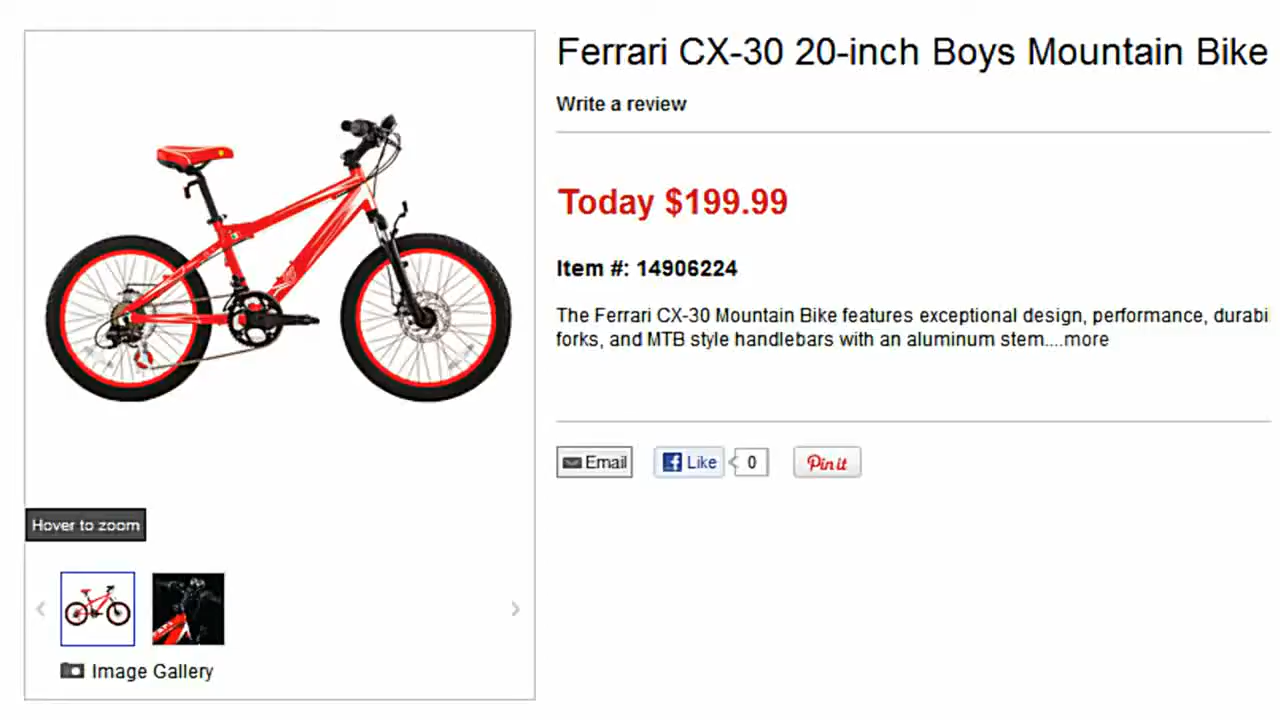 Ferrari CX-30 20-inch Boys Mountain Bike
Write a review
Today $199.99
Item #: 14906224
The Ferrari CX-30 Mountain Bike features exceptional design, performance, durabi
forks, and MTB style handlebars with an aluminum stem....more
Email
Like
0
Pin it
Hover to zoom
Image Gallery